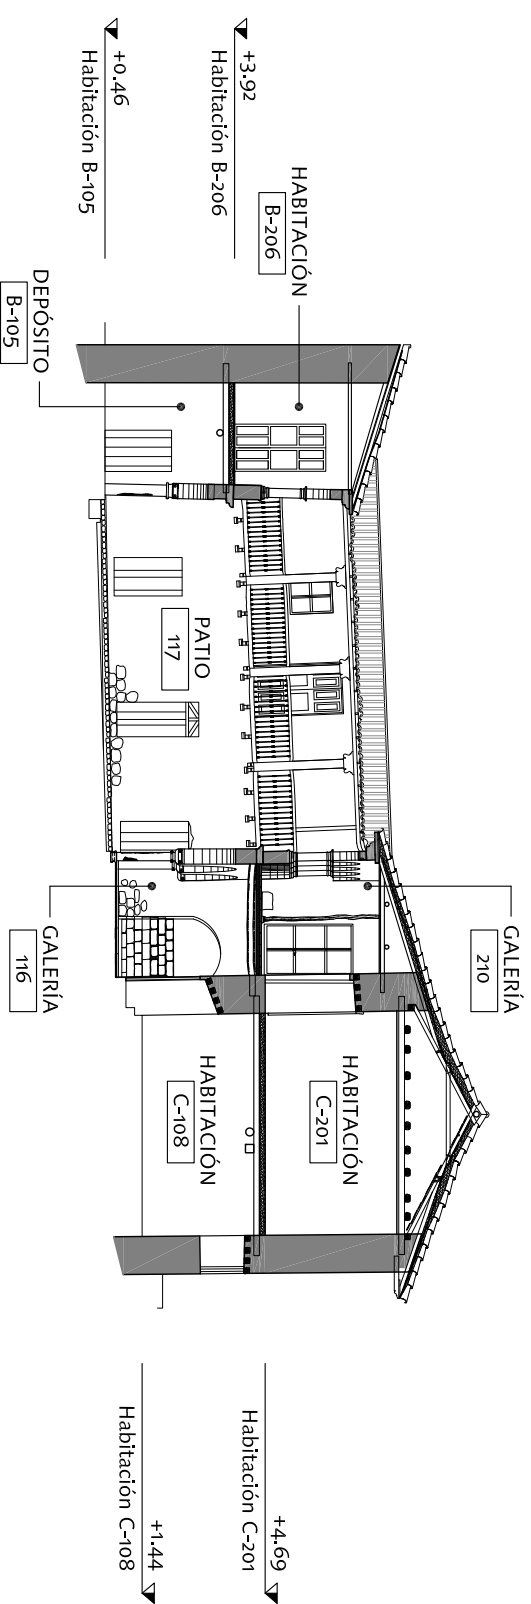 +3.92
Habitación B-206
+0.46
Habitación B-105
HABITACIÓN
B-206
DEPÓSITO
B-105
PATIO
117
GALERÍA
210
GALERÍA
116
HABITACIÓN
C-201
HABITACIÓN
C-108
+4.69
Habitación C-201
+1.44
Habitación C-108